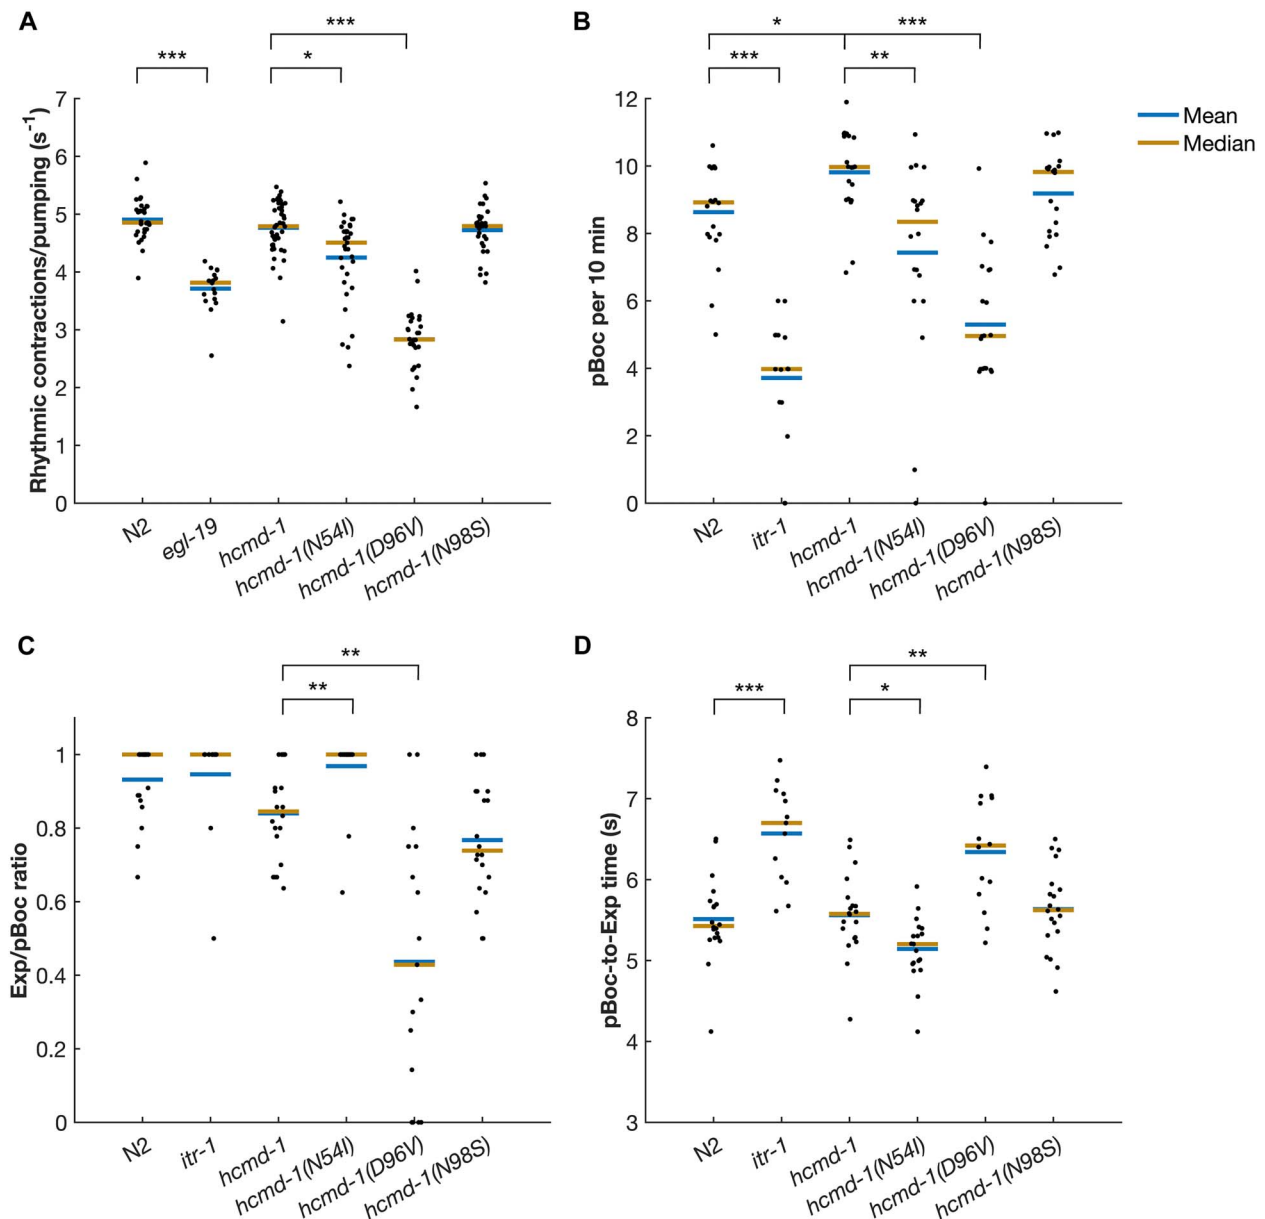 A
***
***
*
Rhythmic contractions/pumping (s-1)
7
6
5
4
3
2
1
0
N2
egl-19
hcmd-1
hcmd-1(N54I)
hcmd-1(D96V)
hcmd-1(N98S)
B
*
***
***
**
pBoc per 10 min
12
10
8
6
4
2
0
N2
itr-1
hcmd-1
hcmd-1(N54I)
hcmd-1(D96V)
hcmd-1(N98S)
Mean
Median
C
**
**
Exp/pBoc ratio
1
0.8
0.6
0.4
0.2
0
N2
itr-1
hcmd-1
hcmd-1(N54I)
hcmd-1(D96V)
hcmd-1(N98S)
D
**
***
*
pBoc-to-Exp time (s)
8
7
6
5
4
3
N2
itr-1
hcmd-1
hcmd-1(N54I)
hcmd-1(D96V)
hcmd-1(N98S)